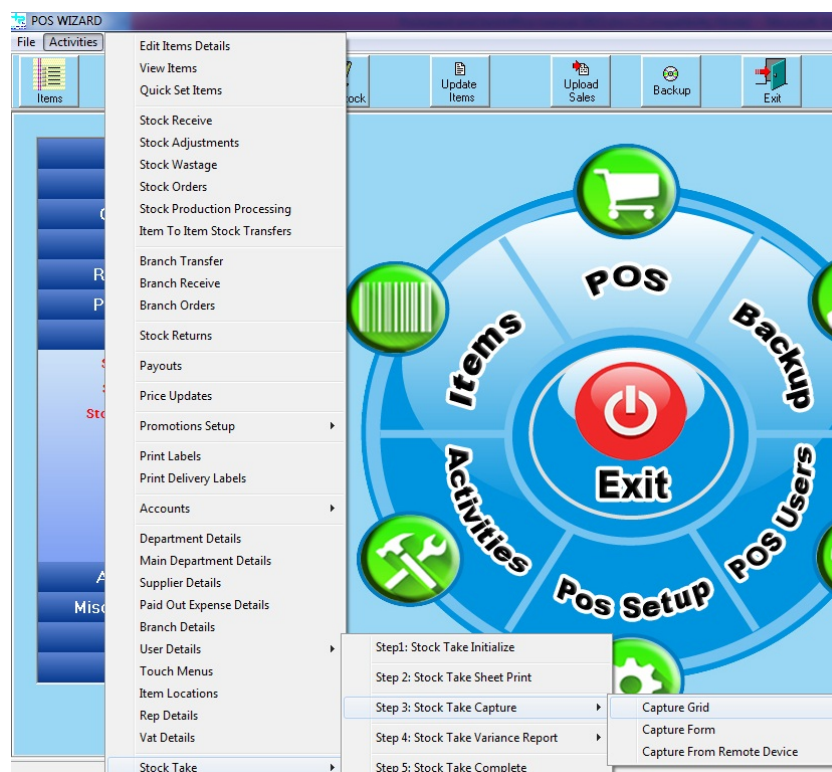 POS WIZARD
File Activities
Items
Update
Items
Upload
Sales
Backup
Exit
Edit Items Details
View Items
Quick Set Items
Stock Receive
Stock Adjustments
Stock Wastage
Stock Orders
Stock Production Processing
Item To Item Stock Transfers
Branch Transfer
Branch Receive
Branch Orders
Stock Returns
Payouts
Price Updates
Promotions Setup
Print Labels
Print Delivery Labels
Accounts
Department Details
Main Department Details
Supplier Details
Paid Out Expense Details
Branch Details
User Details
Touch Menus
Item Locations
Rep Details
Vat Details
Stock Take
Step1: Stock Take Initialize
Step 2: Stock Take Sheet Print
Step 3: Stock Take Capture
Step 4: Stock Take Variance Report
Step 5: Stock Take Complete
Capture Grid
Capture Form
Capture From Remote Device
POS
Items
Backup
Exit
Activities
POS Users
Pos Setup